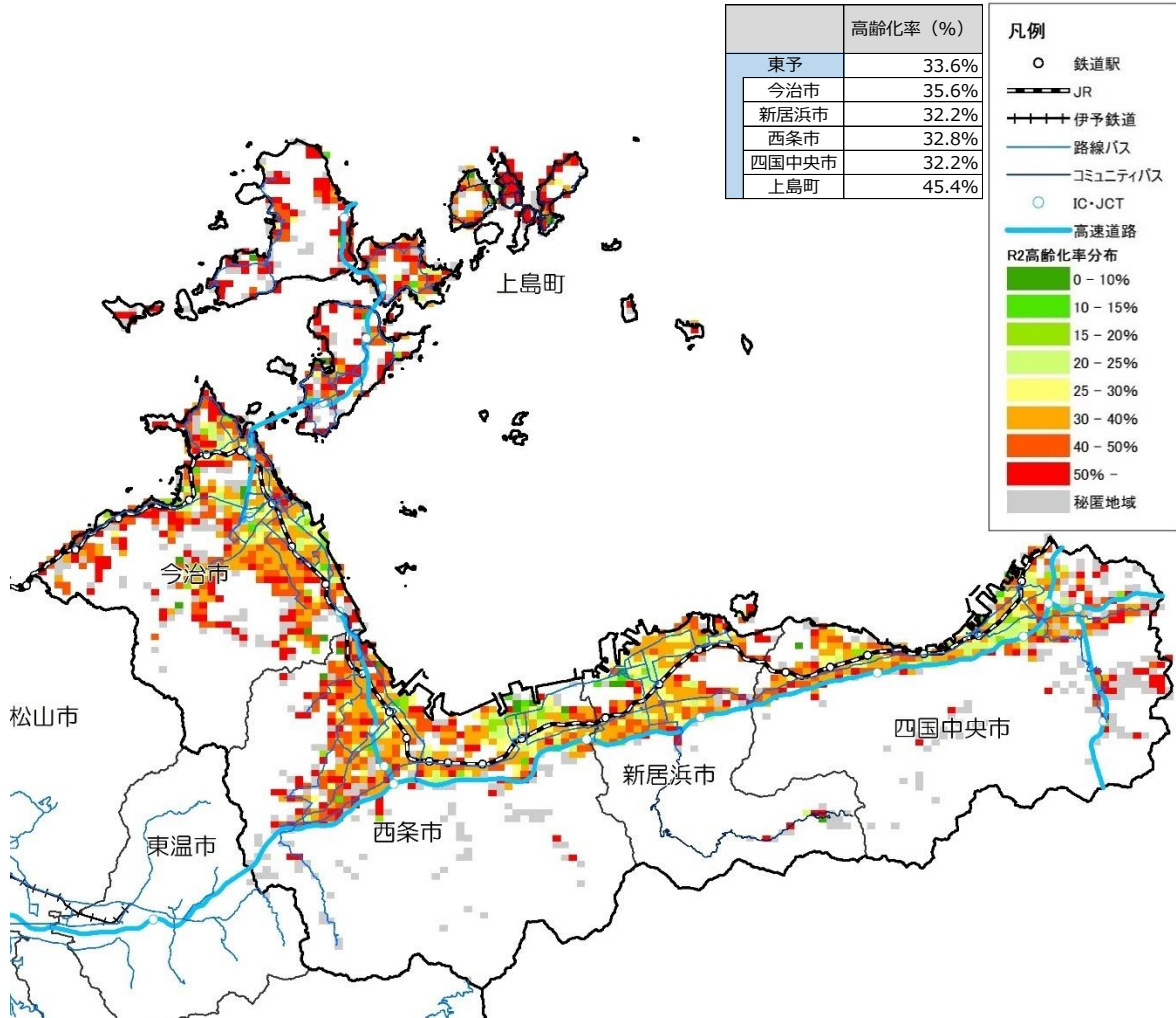 高齢化率（%）
東予 33.6%
今治市 35.6%
新居浜市 32.2%
西条市 32.8%
四国中央市 32.2%
上島町 45.4%
凡例
鉄道駅
JR
伊予鉄道
路線バス
コミュニティバス
IC・JCT
高速道路
R2高齢化率分布
0 - 10%
10 - 15%
15 - 20%
20 - 25%
25 - 30%
30 - 40%
40 - 50%
50% -
秘匿地域
上島町
今治市
松山市
四国中央市
新居浜市
西条市
東温市